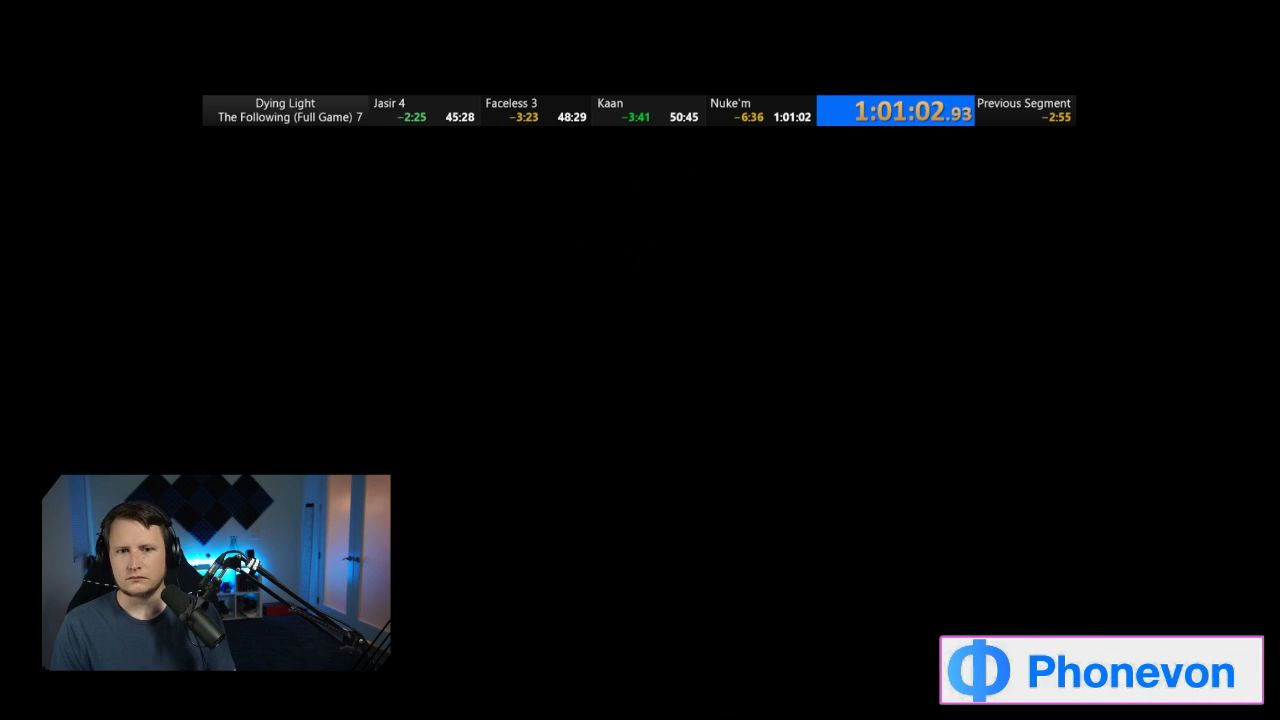 Dying Light
The Following (Full Game) 7
Jasir 4
−2:25 45:28
Faceless 3
−3:23 48:29
Kaan
−3:41 50:45
Nuke'm
−6:36 1:01:02
1:01:02.93
Previous Segment
−2:55
Phonevon